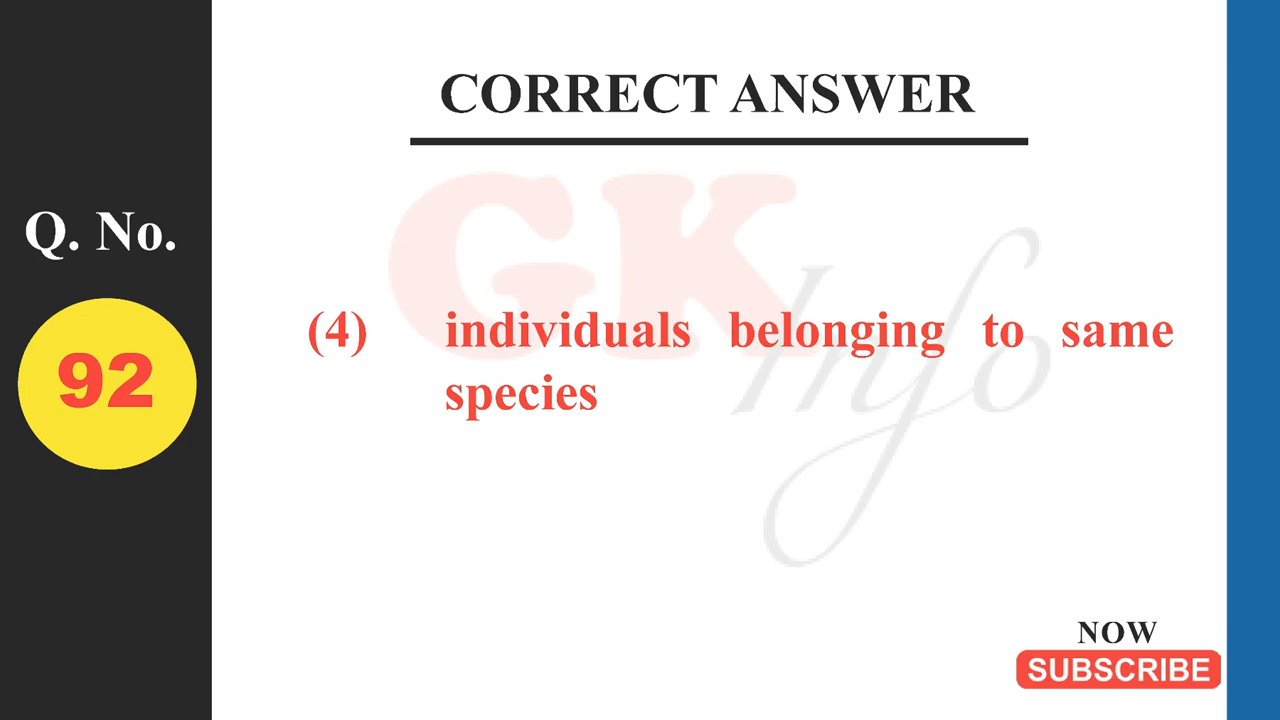 CORRECT ANSWER
GK Info
Q. No.
92
(4) individuals belonging to same
species
NOW
SUBSCRIBE